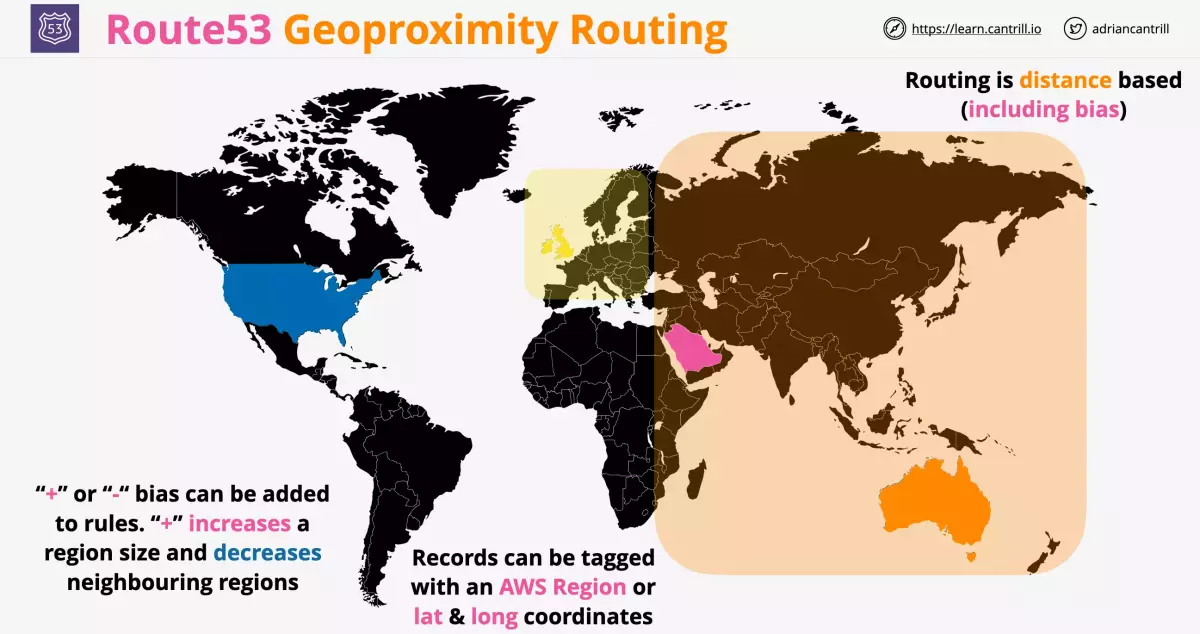 53
Route53 Geoproximity Routing
https://learn.cantrill.io
adriancantrill
Routing is distance based
(including bias)
“+” or “-“ bias can be added
to rules. “+” increases a
region size and decreases
neighbouring regions
Records can be tagged
with an AWS Region or
lat & long coordinates